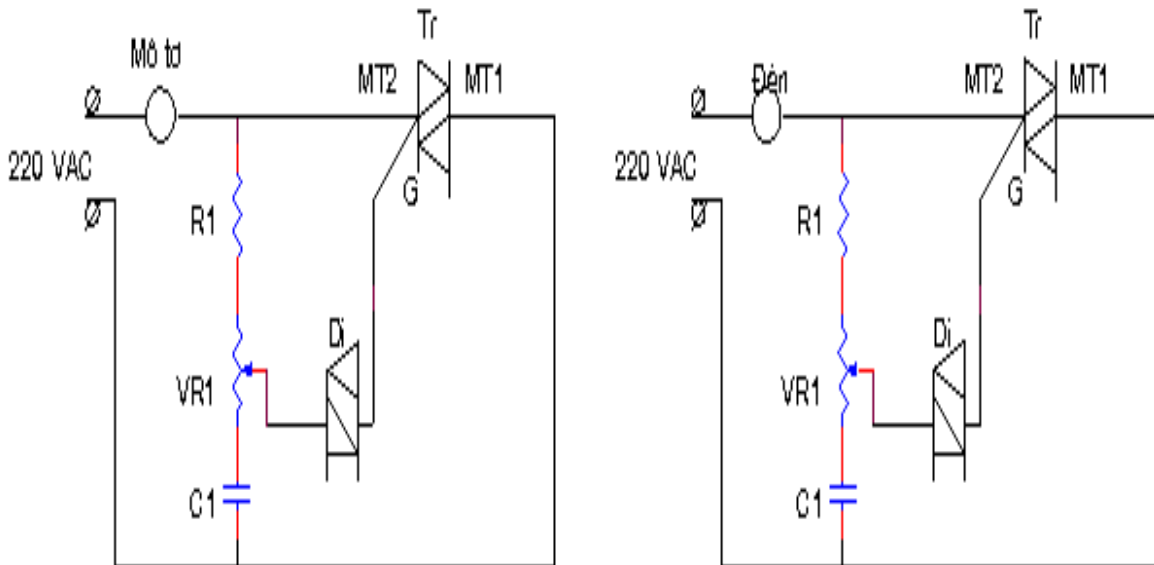 Mô tơ
Tr
MT2
MT1
220 VAC
G
R1
Di
VR1
C1
Đèn
Tr
MT2
MT1
220 VAC
G
R1
Di
VR1
C1